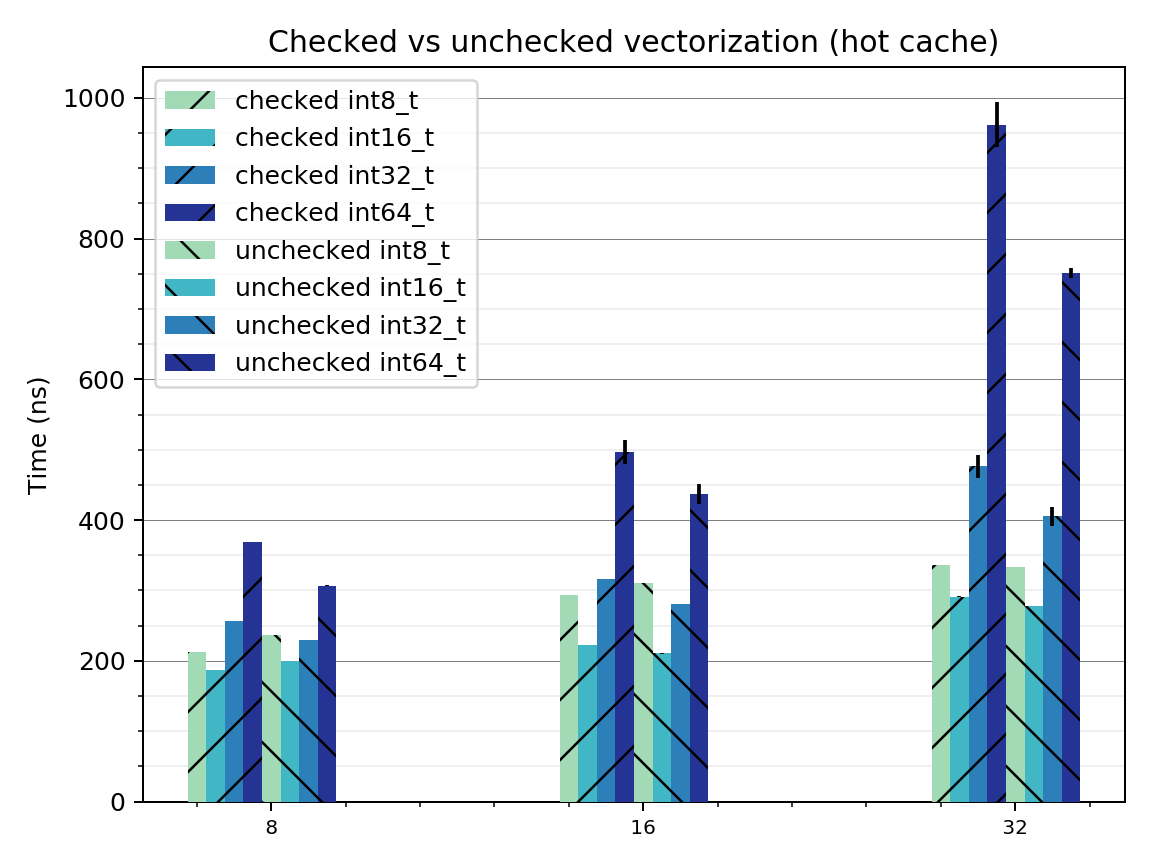 Checked vs unchecked vectorization (hot cache)
1000
800
600
400
200
0
Time (ns)
checked int8_t
checked int16_t
checked int32_t
checked int64_t
unchecked int8_t
unchecked int16_t
unchecked int32_t
unchecked int64_t
8
16
32